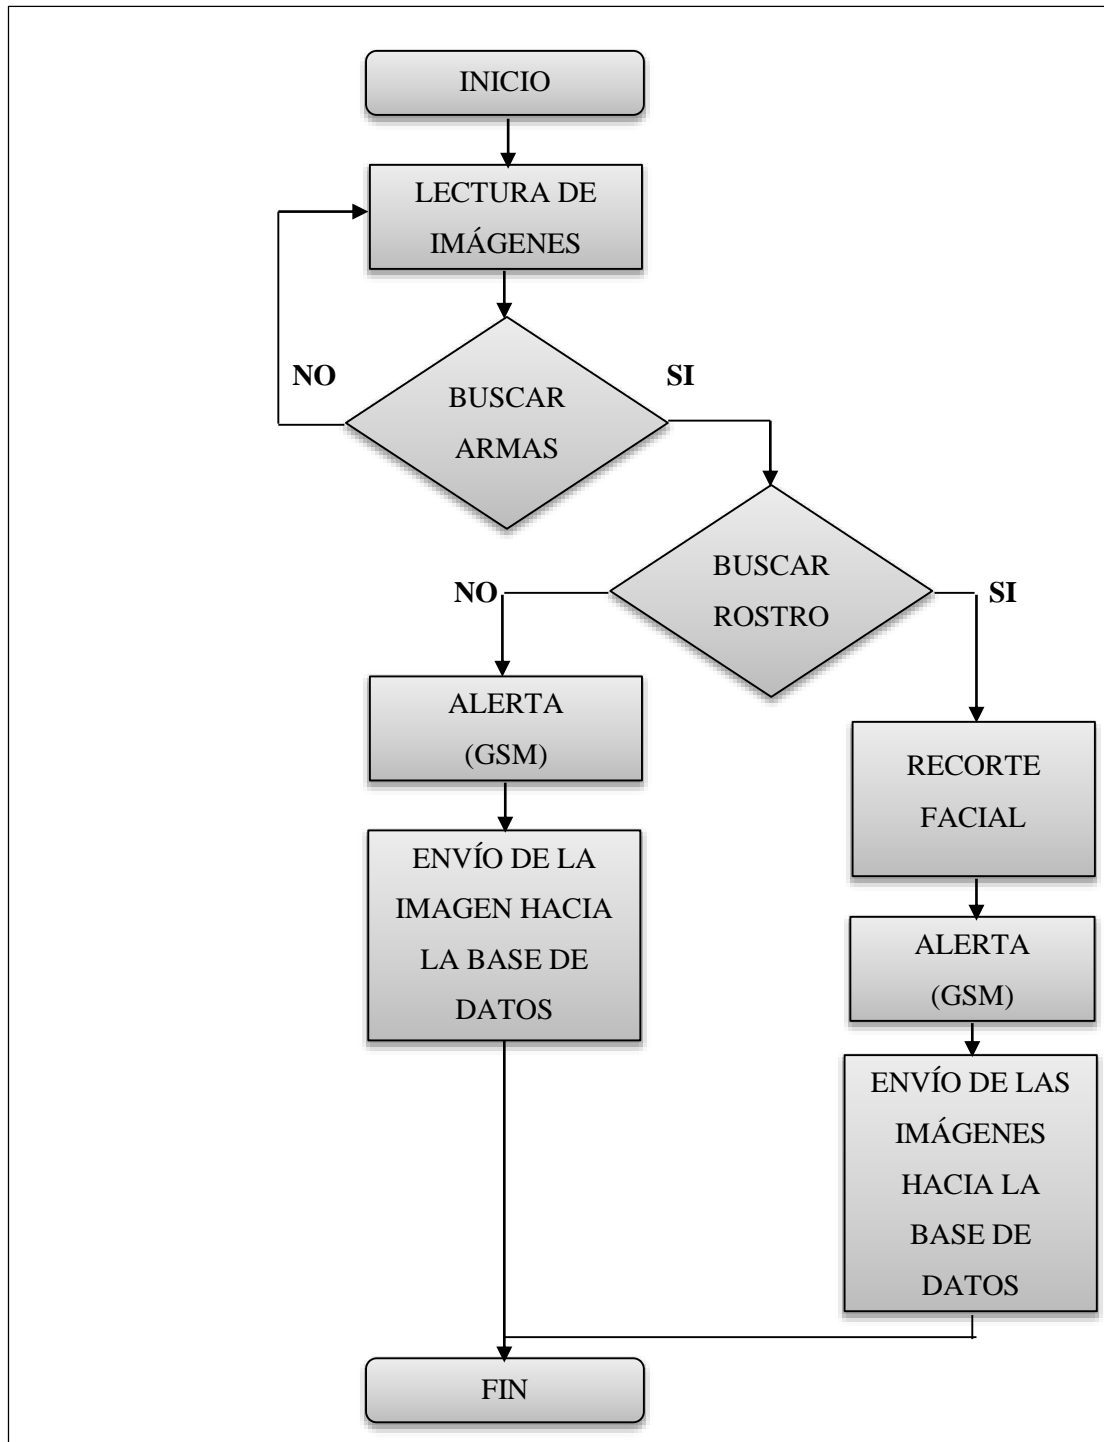 INICIO
LECTURA DE
IMÁGENES
NO
SI
BUSCAR
ARMAS
BUSCAR
ROSTRO
NO
SI
ALERTA
(GSM)
ENVÍO DE LA
IMAGEN HACIA
LA BASE DE
DATOS
RECORTE
FACIAL
ALERTA
(GSM)
ENVÍO DE LAS
IMÁGENES
HACIA LA
BASE DE
DATOS
FIN